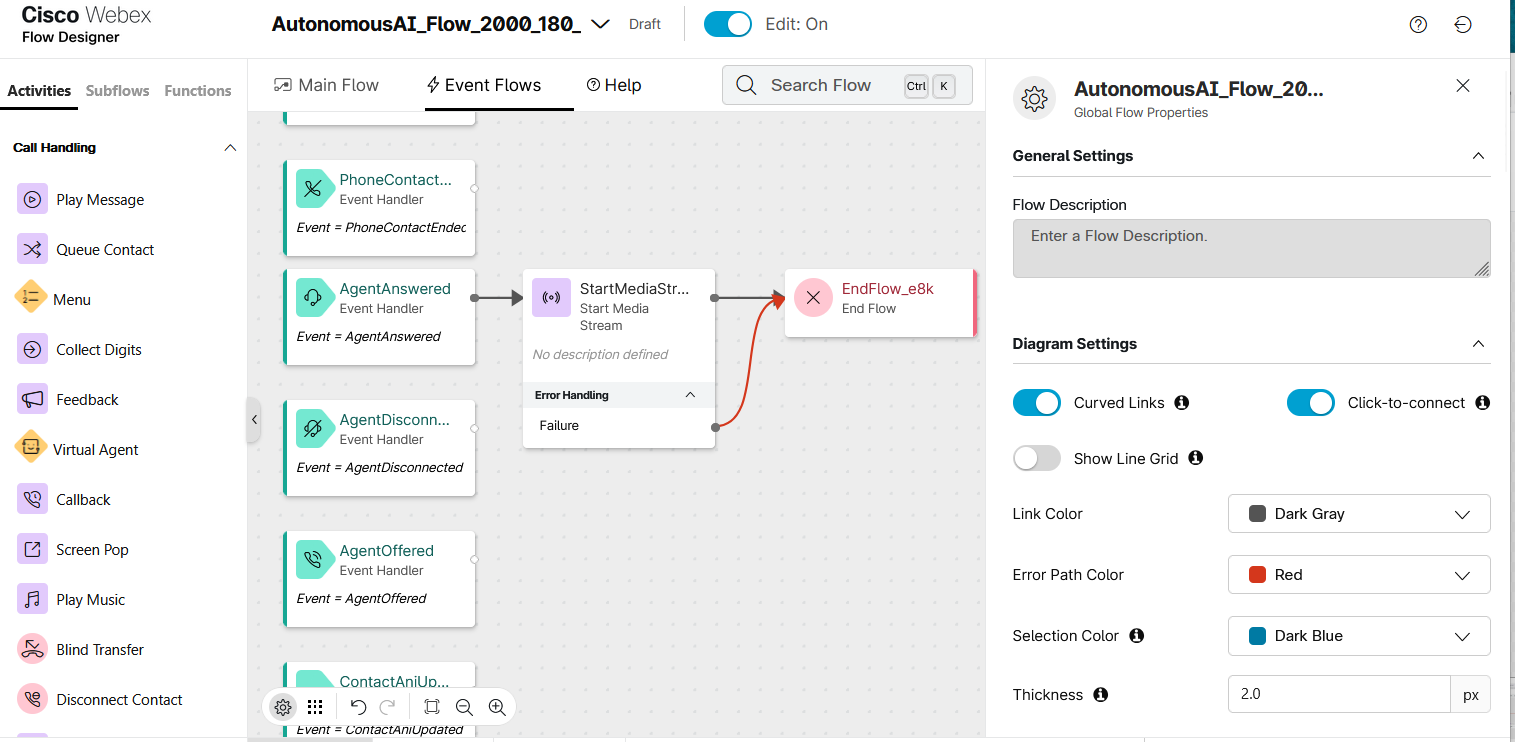 Cisco Webex
Flow Designer
AutonomousAI_Flow_2000_180_
Draft
Edit: On
Activities
Subflows
Functions
Main Flow
Event Flows
Help
Search Flow
Ctrl
K
Call Handling
Play Message
Queue Contact
Menu
Collect Digits
Feedback
Virtual Agent
Callback
Screen Pop
Play Music
Blind Transfer
Disconnect Contact
PhoneContact...
Event Handler
Event = PhoneContactEnded
AgentAnswered
Event Handler
Event = AgentAnswered
StartMediaStr...
Start Media
Stream
No description defined
Error Handling
Failure
EndFlow_e8k
End Flow
AgentDisconn...
Event Handler
Event = AgentDisconnected
AgentOffered
Event Handler
Event = AgentOffered
ContactAniUp...
Event = ContactAniUpdated
AutonomousAI_Flow_20...
Global Flow Properties
General Settings
Flow Description
Enter a Flow Description.
Diagram Settings
Curved Links
Click-to-connect
Show Line Grid
Link Color
Dark Gray
Error Path Color
Red
Selection Color
Dark Blue
Thickness
2.0
px